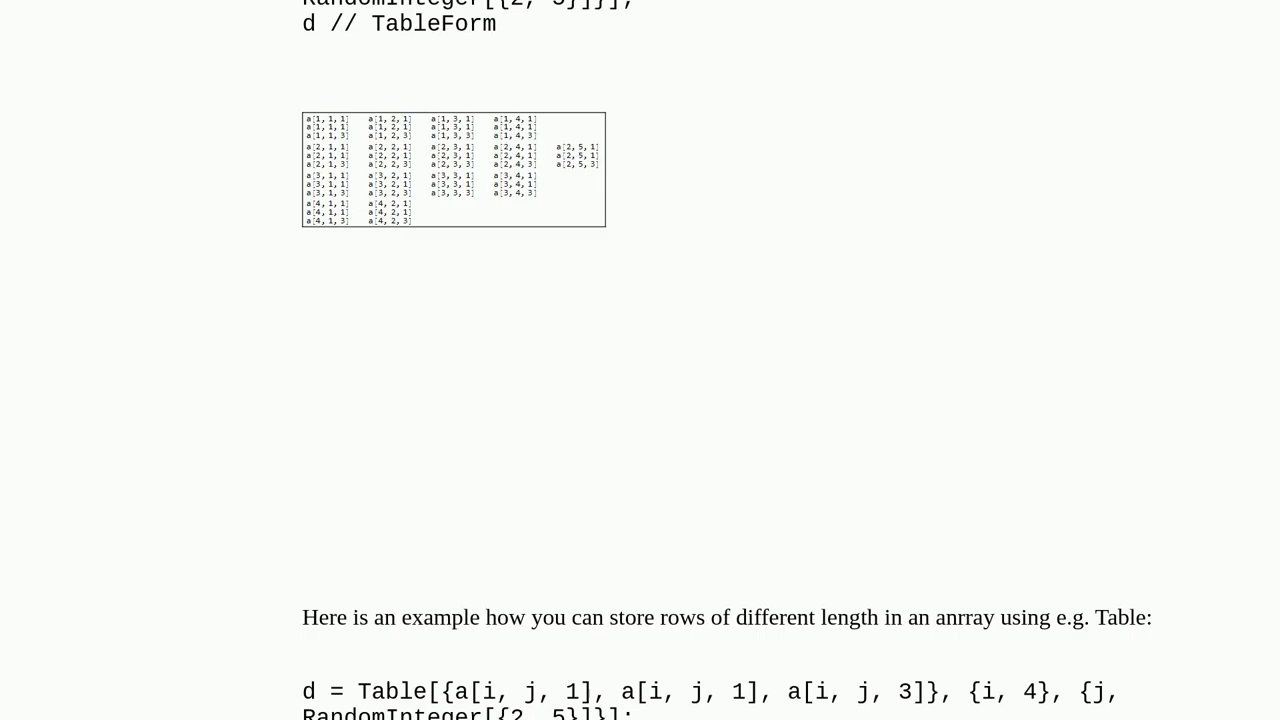 RandomInteger[{2, 5}]}];
d // TableForm
a[1, 1, 1] a[1, 2, 1] a[1, 3, 1] a[1, 4, 1]
a[1, 1, 1] a[1, 2, 1] a[1, 3, 1] a[1, 4, 1]
a[1, 1, 3] a[1, 2, 3] a[1, 3, 3] a[1, 4, 3]
a[2, 1, 1] a[2, 2, 1] a[2, 3, 1] a[2, 4, 1] a[2, 5, 1]
a[2, 1, 1] a[2, 2, 1] a[2, 3, 1] a[2, 4, 1] a[2, 5, 1]
a[2, 1, 3] a[2, 2, 3] a[2, 3, 3] a[2, 4, 3] a[2, 5, 3]
a[3, 1, 1] a[3, 2, 1] a[3, 3, 1] a[3, 4, 1]
a[3, 1, 1] a[3, 2, 1] a[3, 3, 1] a[3, 4, 1]
a[3, 1, 3] a[3, 2, 3] a[3, 3, 3] a[3, 4, 3]
a[4, 1, 1] a[4, 2, 1]
a[4, 1, 1] a[4, 2, 1]
a[4, 1, 3] a[4, 2, 3]
Here is an example how you can store rows of different length in an anrray using e.g. Table:
d = Table[{a[i, j, 1], a[i, j, 1], a[i, j, 3]}, {i, 4}, {j,
RandomInteger[{2, 5}]}];